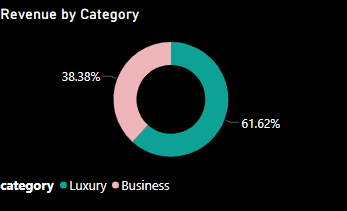 Revenue by Category
38.38%
61.62%
category Luxury Business